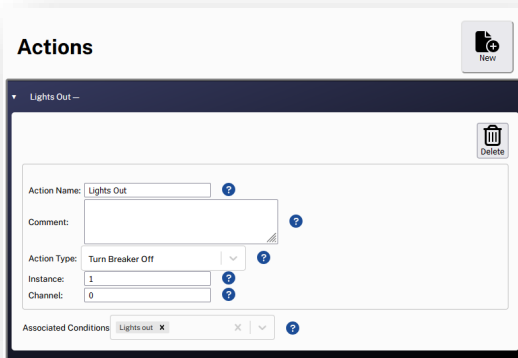 Actions
New
Lights Out —
Delete
Action Name: Lights Out ?
Comment: ?
Action Type: Turn Breaker Off ?
Instance: 1 ?
Channel: 0 ?
Associated Conditions Lights out x X ?